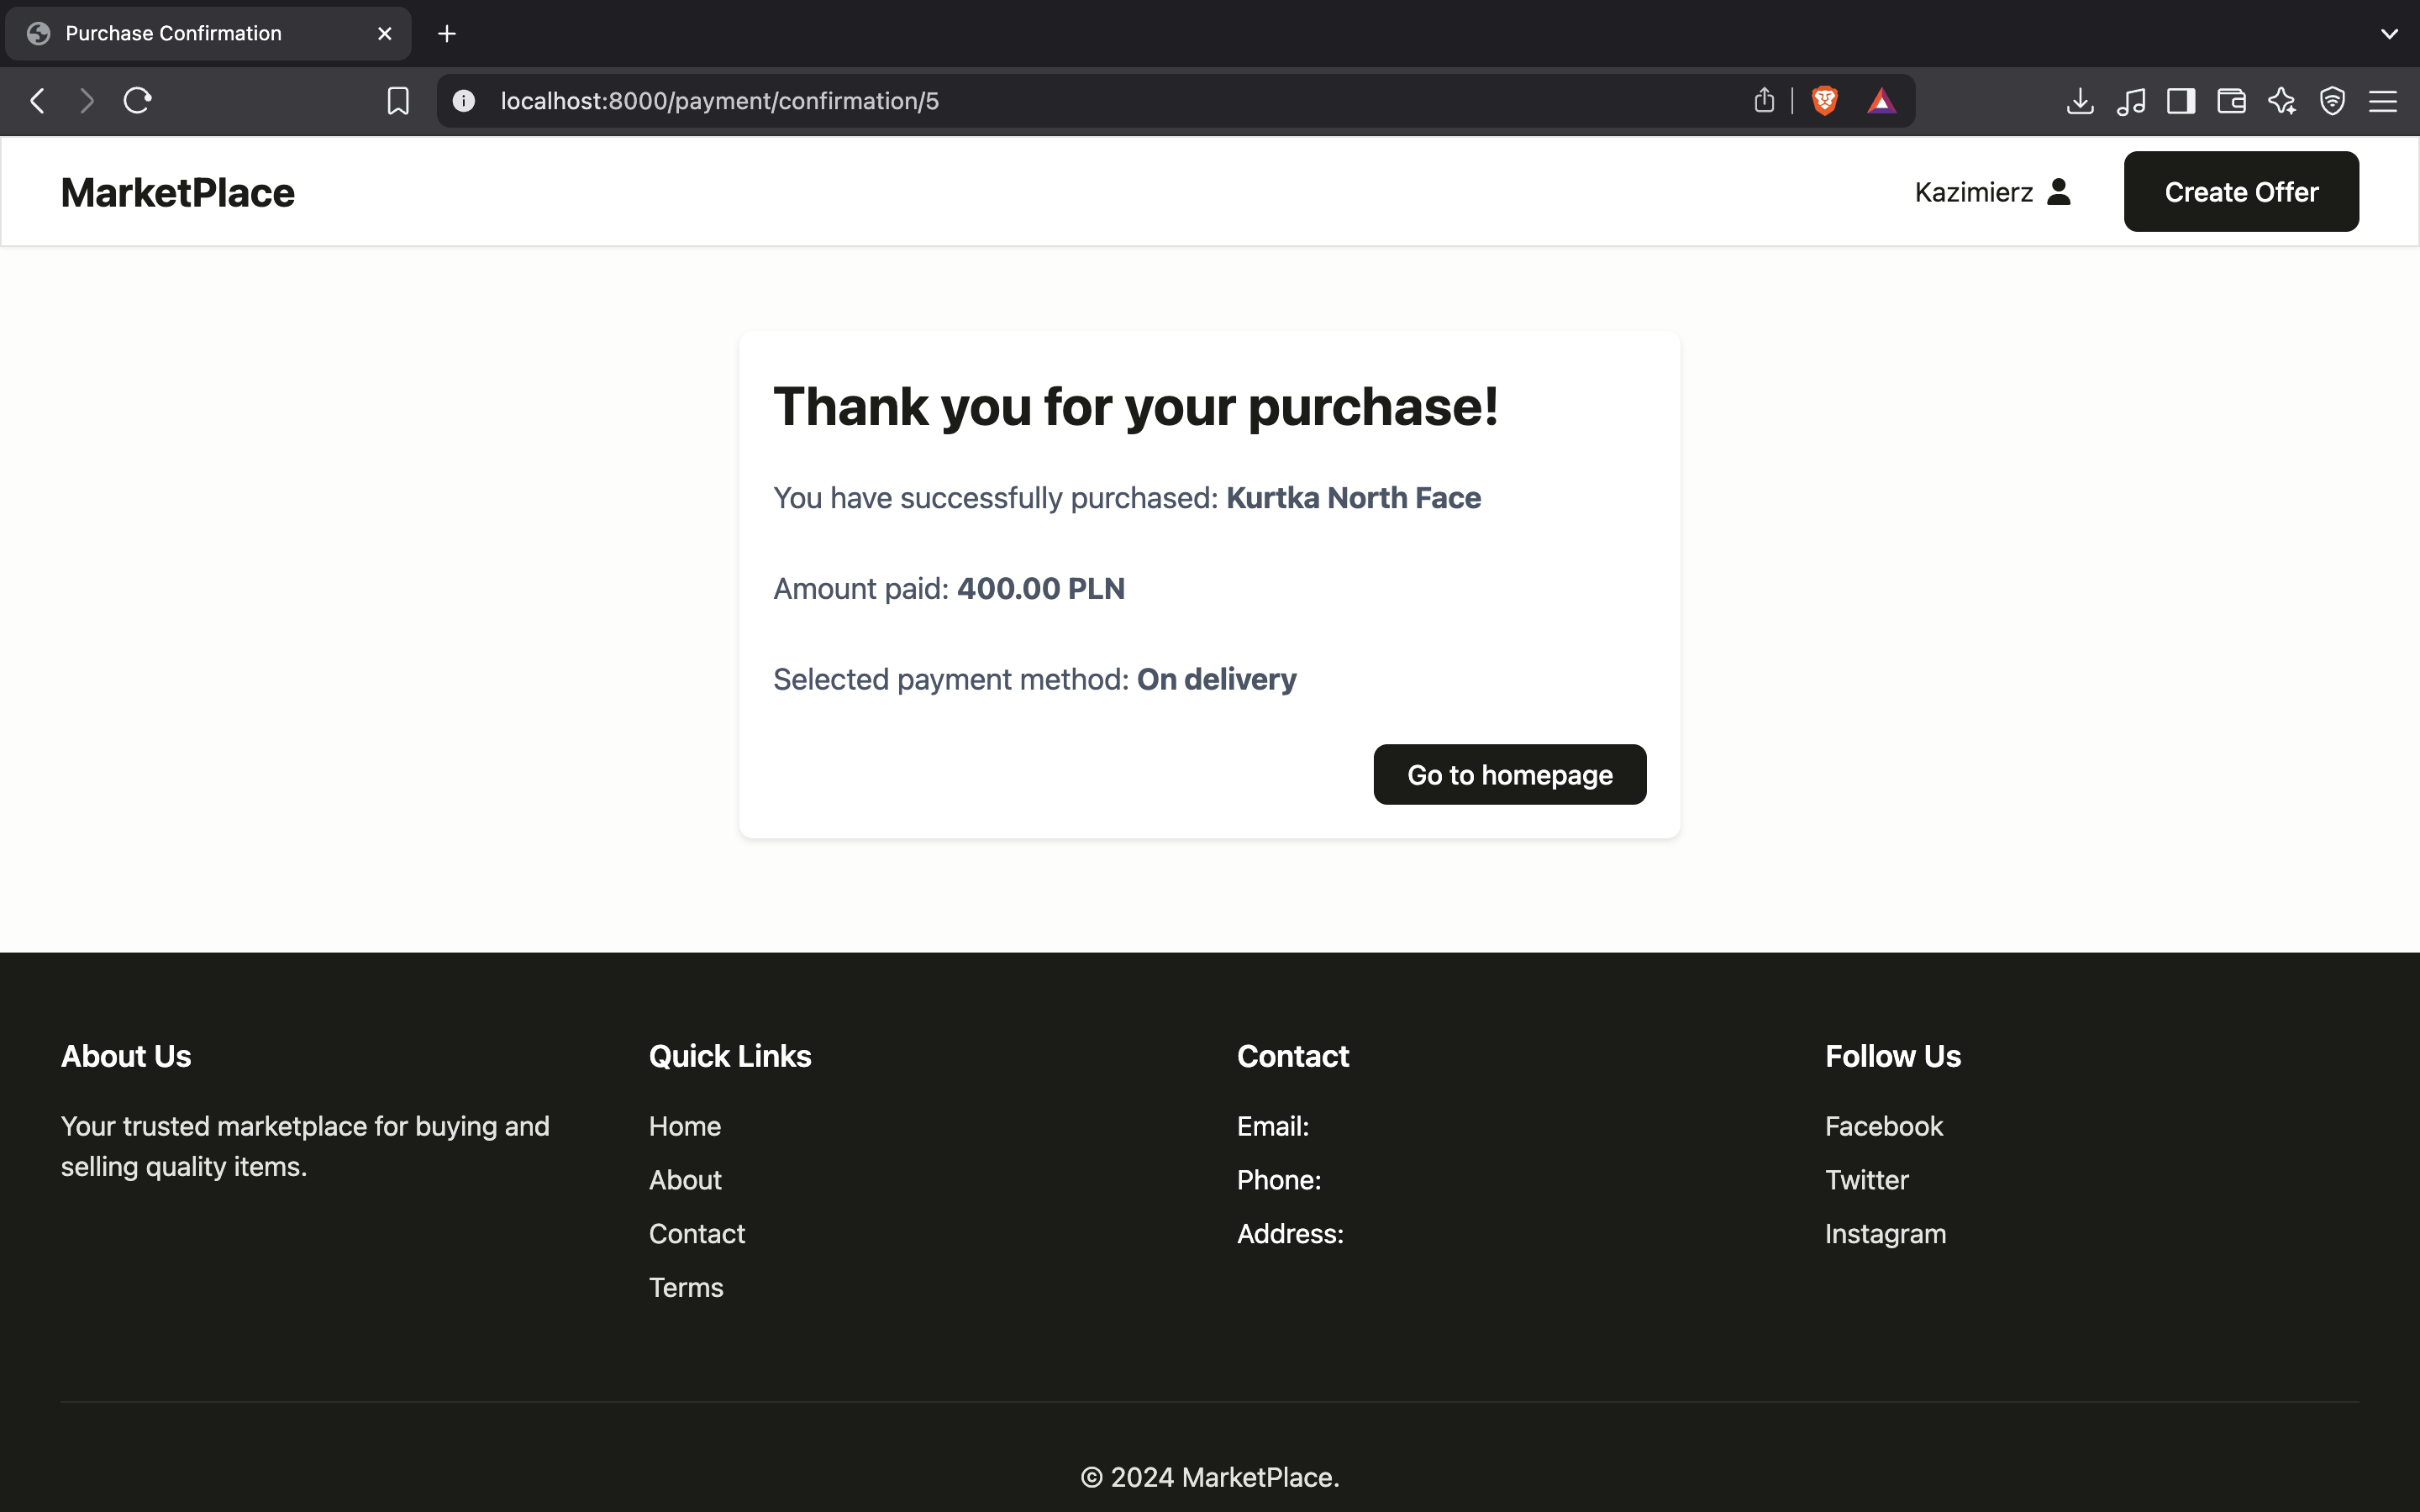 Purchase Confirmation
localhost:8000/payment/confirmation/5
MarketPlace
Kazimierz
Create Offer
Thank you for your purchase!
You have successfully purchased: Kurtka North Face
Amount paid: 400.00 PLN
Selected payment method: On delivery
Go to homepage
About Us
Your trusted marketplace for buying and
selling quality items.
Quick Links
Home
About
Contact
Terms
Contact
Email:
Phone:
Address:
Follow Us
Facebook
Twitter
Instagram
© 2024 MarketPlace.